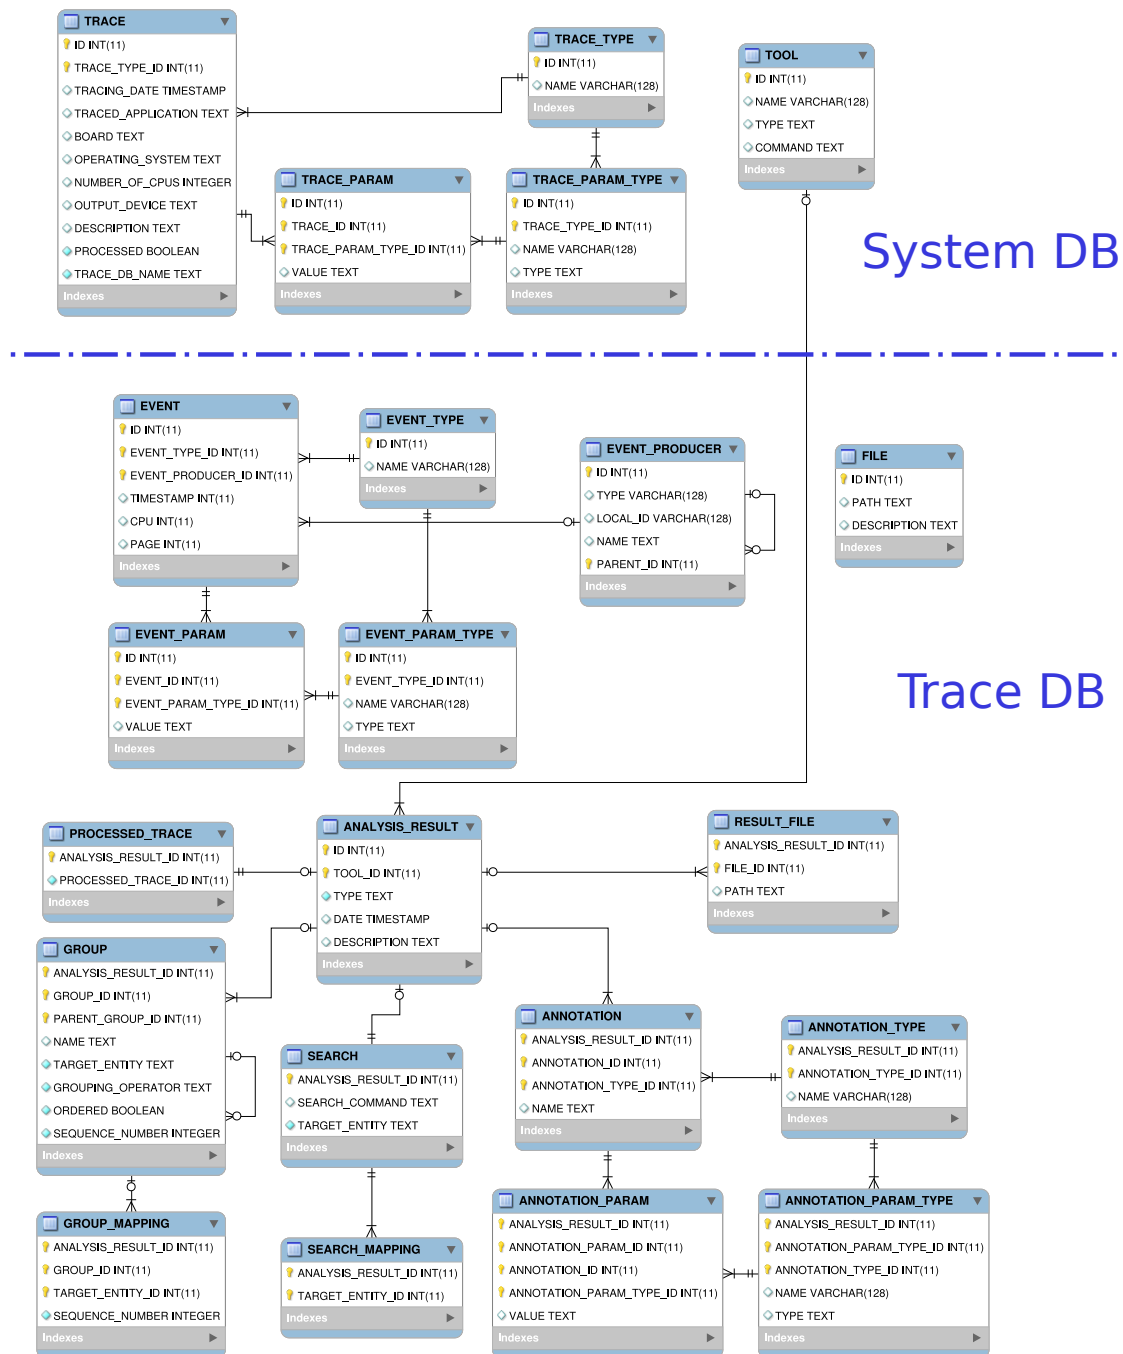 TRACE
ID INT(11)
TRACE_TYPE_ID INT(11)
TRACING_DATE TIMESTAMP
TRACED_APPLICATION TEXT
BOARD TEXT
OPERATING_SYSTEM TEXT
NUMBER_OF_CPUS INTEGER
OUTPUT_DEVICE TEXT
DESCRIPTION TEXT
PROCESSED BOOLEAN
TRACE_DB_NAME TEXT
Indexes
TRACE_TYPE
ID INT(11)
NAME VARCHAR(128)
Indexes
TOOL
ID INT(11)
NAME VARCHAR(128)
TYPE TEXT
COMMAND TEXT
Indexes
TRACE_PARAM
ID INT(11)
TRACE_ID INT(11)
TRACE_PARAM_TYPE_ID INT(11)
VALUE TEXT
Indexes
TRACE_PARAM_TYPE
ID INT(11)
TRACE_TYPE_ID INT(11)
NAME VARCHAR(128)
TYPE TEXT
Indexes
System DB
EVENT
ID INT(11)
EVENT_TYPE_ID INT(11)
EVENT_PRODUCER_ID INT(11)
TIMESTAMP INT(11)
CPU INT(11)
PAGE INT(11)
Indexes
EVENT_TYPE
ID INT(11)
NAME VARCHAR(128)
Indexes
EVENT_PRODUCER
ID INT(11)
TYPE VARCHAR(128)
LOCAL_ID VARCHAR(128)
NAME TEXT
PARENT_ID INT(11)
Indexes
FILE
ID INT(11)
PATH TEXT
DESCRIPTION TEXT
Indexes
EVENT_PARAM
ID INT(11)
EVENT_ID INT(11)
EVENT_PARAM_TYPE_ID INT(11)
VALUE TEXT
Indexes
EVENT_PARAM_TYPE
ID INT(11)
EVENT_TYPE_ID INT(11)
NAME VARCHAR(128)
TYPE TEXT
Indexes
Trace DB
PROCESSED_TRACE
ANALYSIS_RESULT_ID INT(11)
PROCESSED_TRACE_ID INT(11)
Indexes
ANALYSIS_RESULT
ID INT(11)
TOOL_ID INT(11)
TYPE TEXT
DATE TIMESTAMP
DESCRIPTION TEXT
Indexes
RESULT_FILE
ANALYSIS_RESULT_ID INT(11)
FILE_ID INT(11)
PATH TEXT
Indexes
GROUP
ANALYSIS_RESULT_ID INT(11)
GROUP_ID INT(11)
PARENT_GROUP_ID INT(11)
NAME TEXT
TARGET_ENTITY TEXT
GROUPING_OPERATOR TEXT
ORDERED BOOLEAN
SEQUENCE_NUMBER INTEGER
Indexes
SEARCH
ANALYSIS_RESULT_ID INT(11)
SEARCH_COMMAND TEXT
TARGET_ENTITY TEXT
Indexes
ANNOTATION
ANALYSIS_RESULT_ID INT(11)
ANNOTATION_ID INT(11)
ANNOTATION_TYPE_ID INT(11)
NAME TEXT
Indexes
ANNOTATION_TYPE
ANALYSIS_RESULT_ID INT(11)
ANNOTATION_TYPE_ID INT(11)
NAME VARCHAR(128)
Indexes
GROUP_MAPPING
ANALYSIS_RESULT_ID INT(11)
GROUP_ID INT(11)
TARGET_ENTITY_ID INT(11)
SEQUENCE_NUMBER INTEGER
Indexes
SEARCH_MAPPING
ANALYSIS_RESULT_ID INT(11)
TARGET_ENTITY_ID INT(11)
Indexes
ANNOTATION_PARAM
ANALYSIS_RESULT_ID INT(11)
ANNOTATION_PARAM_ID INT(11)
ANNOTATION_ID INT(11)
ANNOTATION_PARAM_TYPE_ID INT(11)
VALUE TEXT
Indexes
ANNOTATION_PARAM_TYPE
ANALYSIS_RESULT_ID INT(11)
ANNOTATION_PARAM_TYPE_ID INT(11)
ANNOTATION_TYPE_ID INT(11)
NAME VARCHAR(128)
TYPE TEXT
Indexes